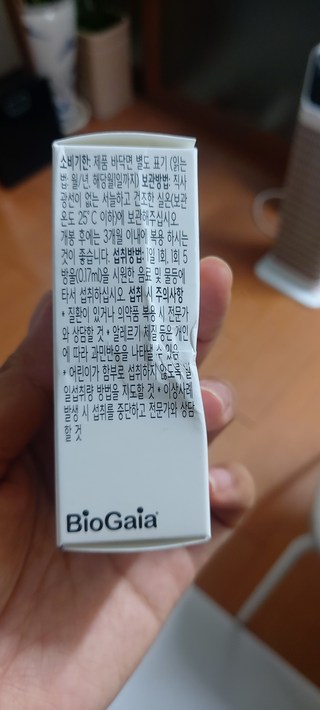 소비기한: 제품 바닥면 별도 표기 (읽는
법: 월/년, 해당월 1일까지) 보관방법: 직사
광선이 없는 서늘하고 건조한 실온(보관
온도 25°C 이하)에 보관해주십시오.
개봉 후에는 3개월 이내에 복용 하시는
것이 좋습니다. 섭취방법: 1일 1회, 1회 5
방울(0.17ml)을 시원한 음료 및 물등에
타서 섭취하십시오. 섭취 시 주의사항
• 질환이 있거나 의약품 복용 시 전문가
와 상담할 것 • 알레르기 체질 등은 개인
에 따라 과민반응을 나타낼 수 있음
• 어린이가 함부로 섭취하지 않도록 일
일섭취량 방법을 지도할 것 • 이상사례
발생 시 섭취를 중단하고 전문가와 상담
할 것
BioGaia